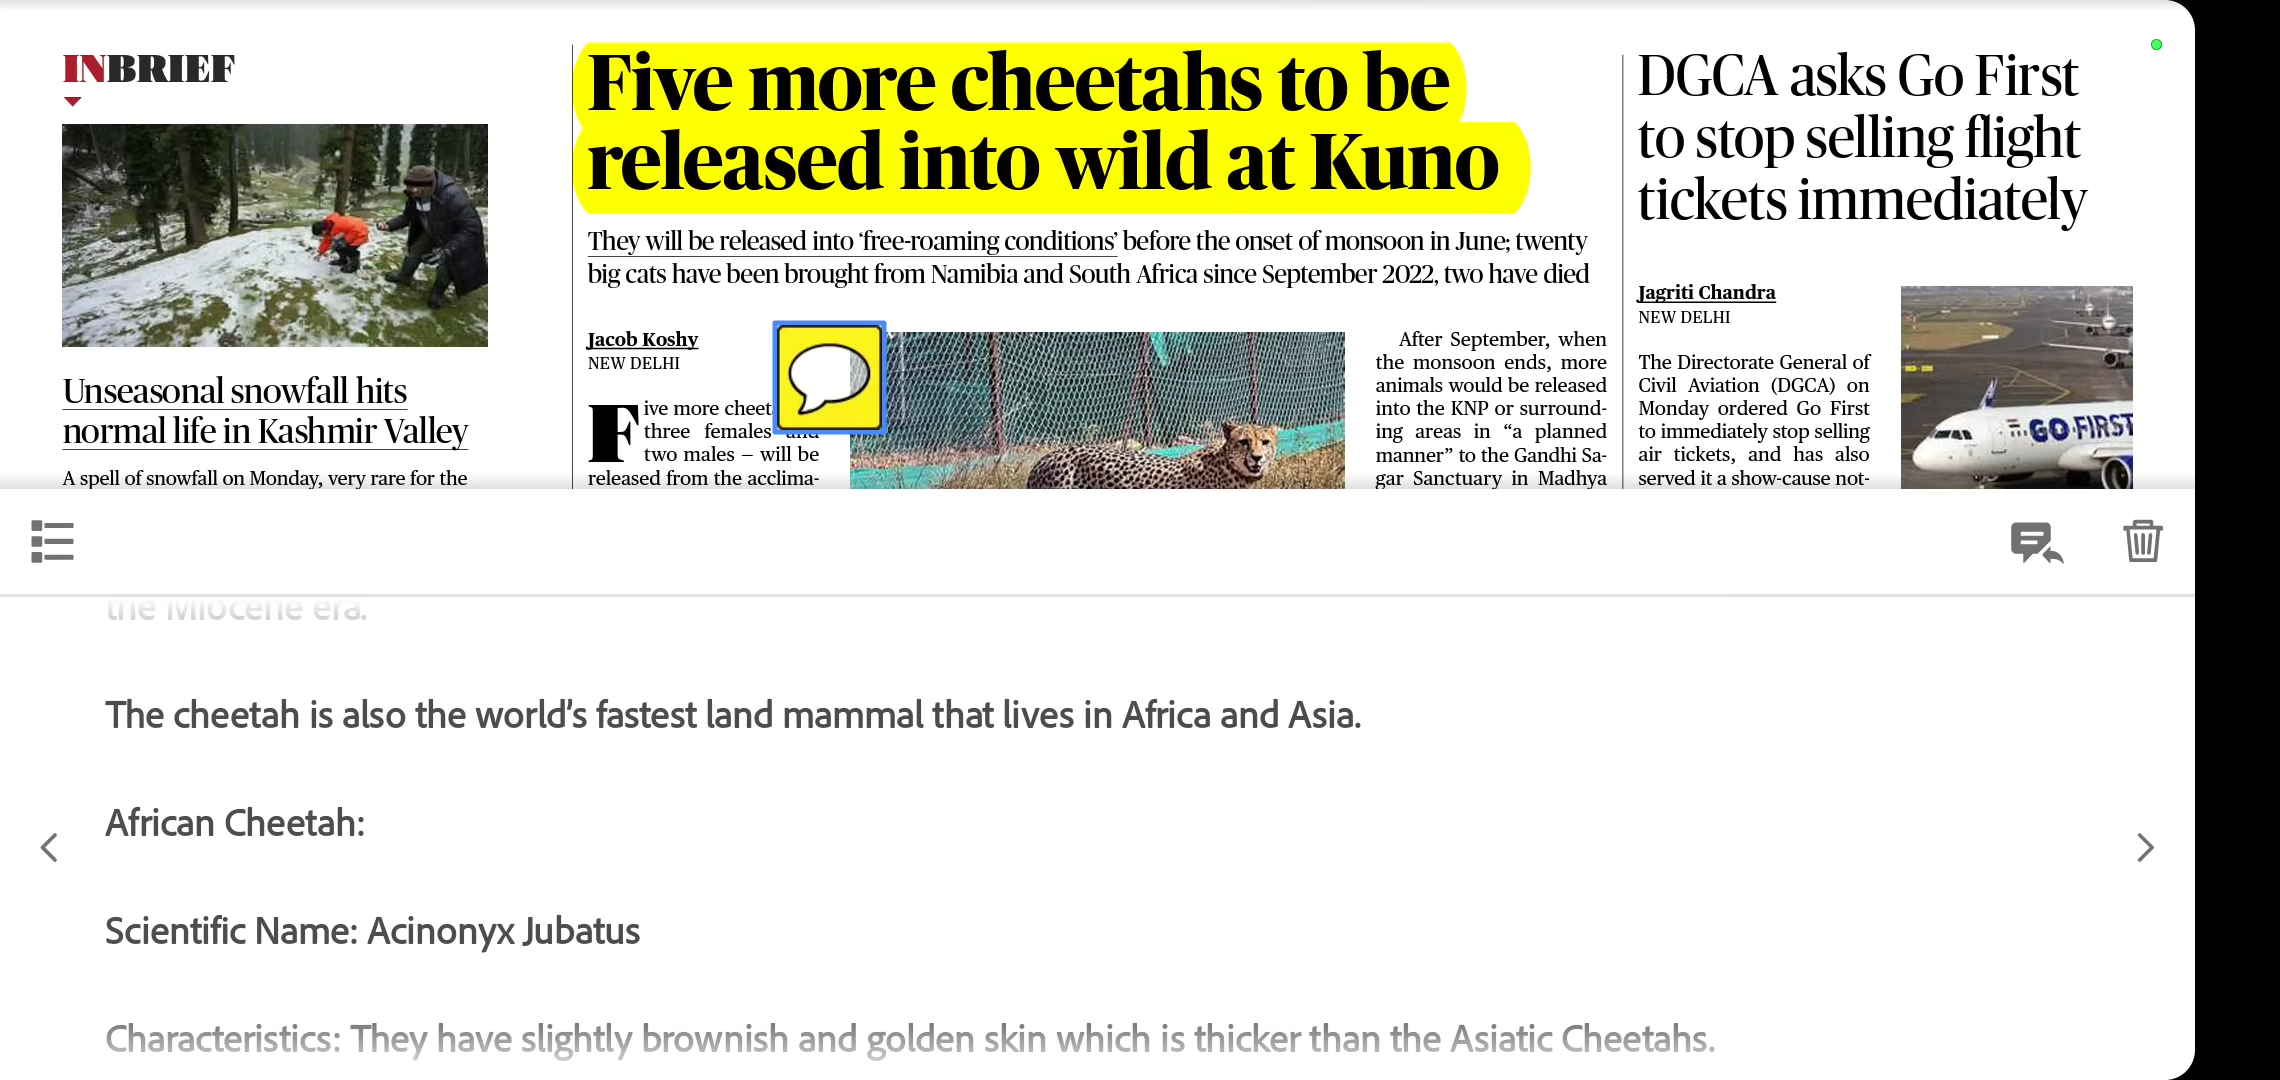 INBRIEF
Unseasonal snowfall hits
normal life in Kashmir Valley
A spell of snowfall on Monday, very rare for the
Five more cheetahs to be
released into wild at Kuno
They will be released into ‘free-roaming conditions’ before the onset of monsoon in June; twenty
big cats have been brought from Namibia and South Africa since September 2022, two have died
Jacob Koshy
NEW DELHI
Five more
three females and
two males — will be
released from the acclima-
After September, when
the monsoon ends, more
animals would be released
into the KNP or surround-
ing areas in “a planned
manner” to the Gandhi Sa-
gar Sanctuary in Madhya
DGCA asks Go First
to stop selling flight
tickets immediately
Jagriti Chandra
NEW DELHI
The Directorate General of
Civil Aviation (DGCA) on
Monday ordered Go First
to immediately stop selling
air tickets, and has also
served it a show-cause not-
GO FIRST
the Miocene era.
The cheetah is also the world’s fastest land mammal that lives in Africa and Asia.
African Cheetah:
Scientific Name: Acinonyx Jubatus
Characteristics: They have slightly brownish and golden skin which is thicker than the Asiatic Cheetahs.